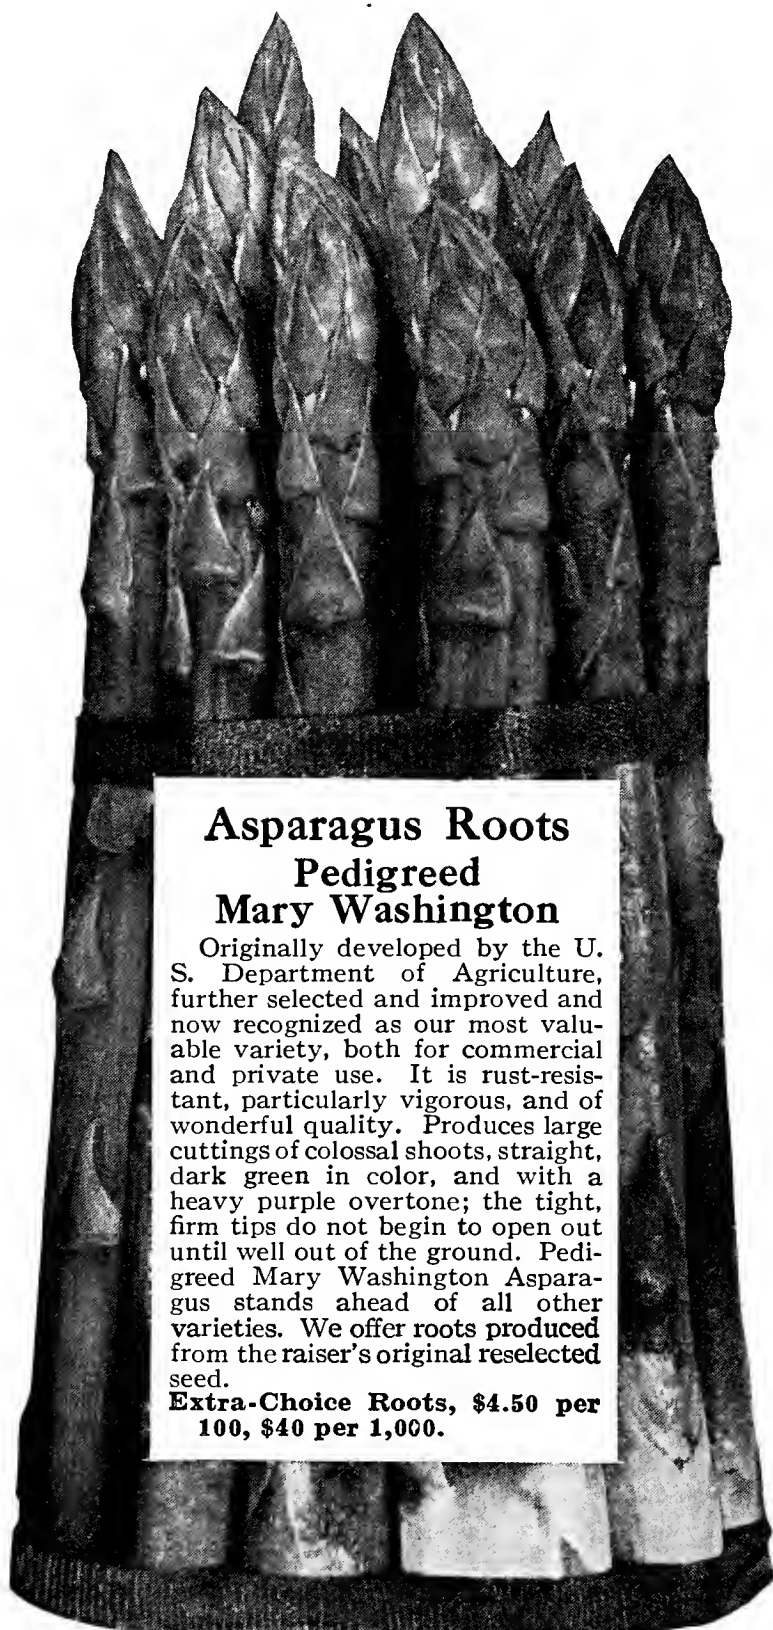 Asparagus Roots
Pedigreed
Mary Washington
Originally developed by the U.
S. Department of Agriculture,
further selected and improved and
now recognized as our most valu-
able variety, both for commercial
and private use. It is rust-resis-
tant, particularly vigorous, and of
wonderful quality. Produces large
cuttings of colossal shoots, straight,
dark green in color, and with a
heavy purple overtone; the tight,
firm tips do not begin to open out
until well out of the ground. Pedi-
greed Mary Washington Aspara-
gus stands ahead of all other
varieties. We offer roots produced
from the raiser's original reselected
seed.
Extra-Choice Roots, $4.50 per
100, $40 per 1,000.